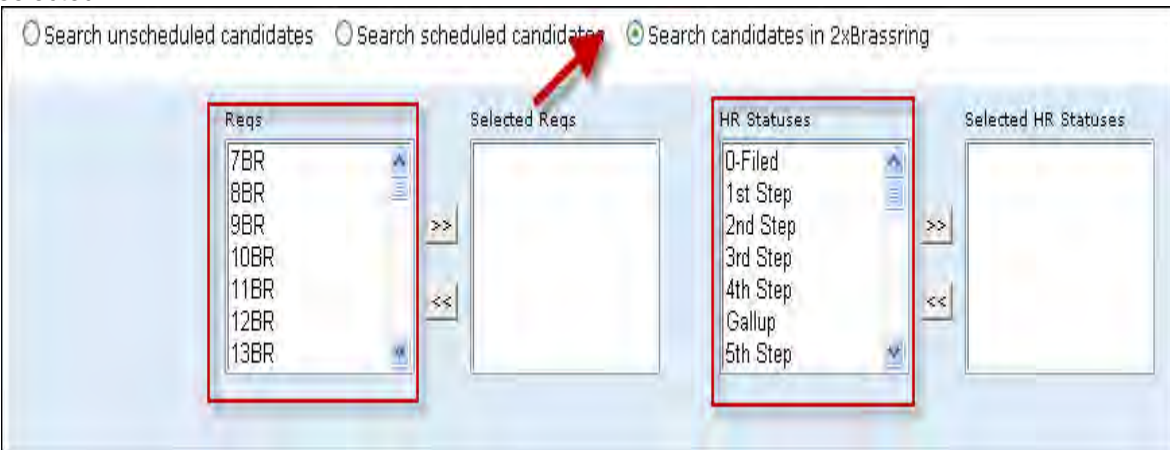 Search unscheduled candidates Search scheduled candidates Search candidates in 2xBrassring
Reqs Selected Reqs HR Statuses Selected HR Statuses
7BR 0-Filed
8BR 1st Step
9BR >> 2nd Step >>
10BR 3rd Step
11BR << 4th Step <<
12BR Gallup
13BR 5th Step